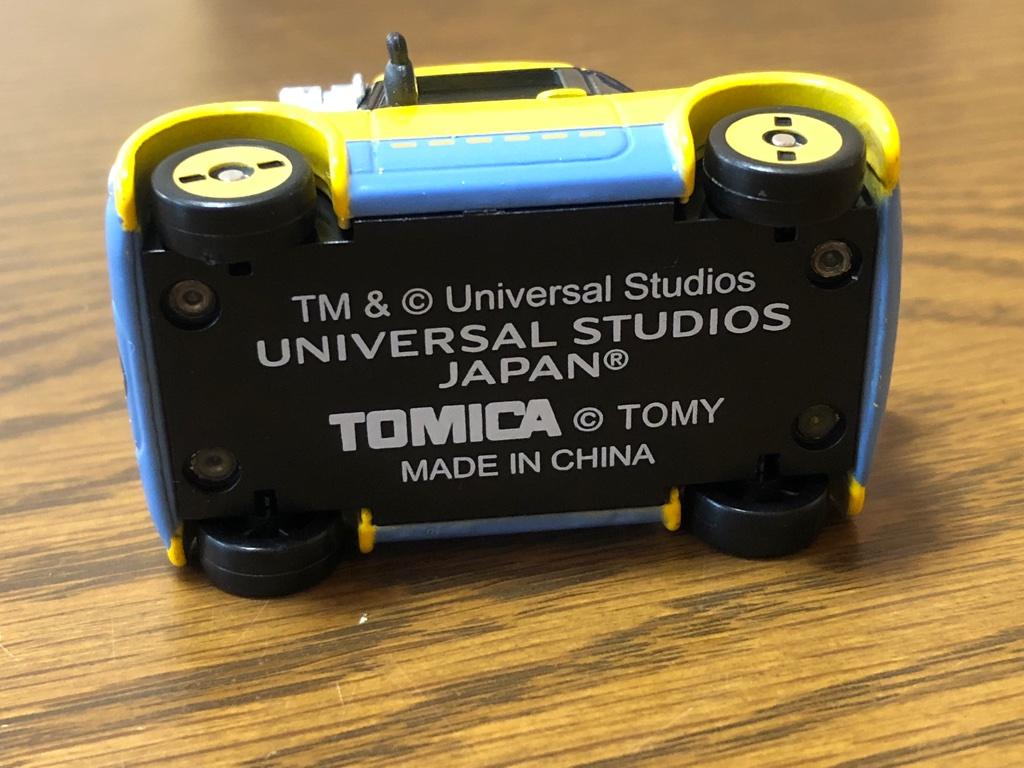 TM & © Universal Studios
UNIVERSAL STUDIOS
JAPAN®
TOMICA © TOMY
MADE IN CHINA